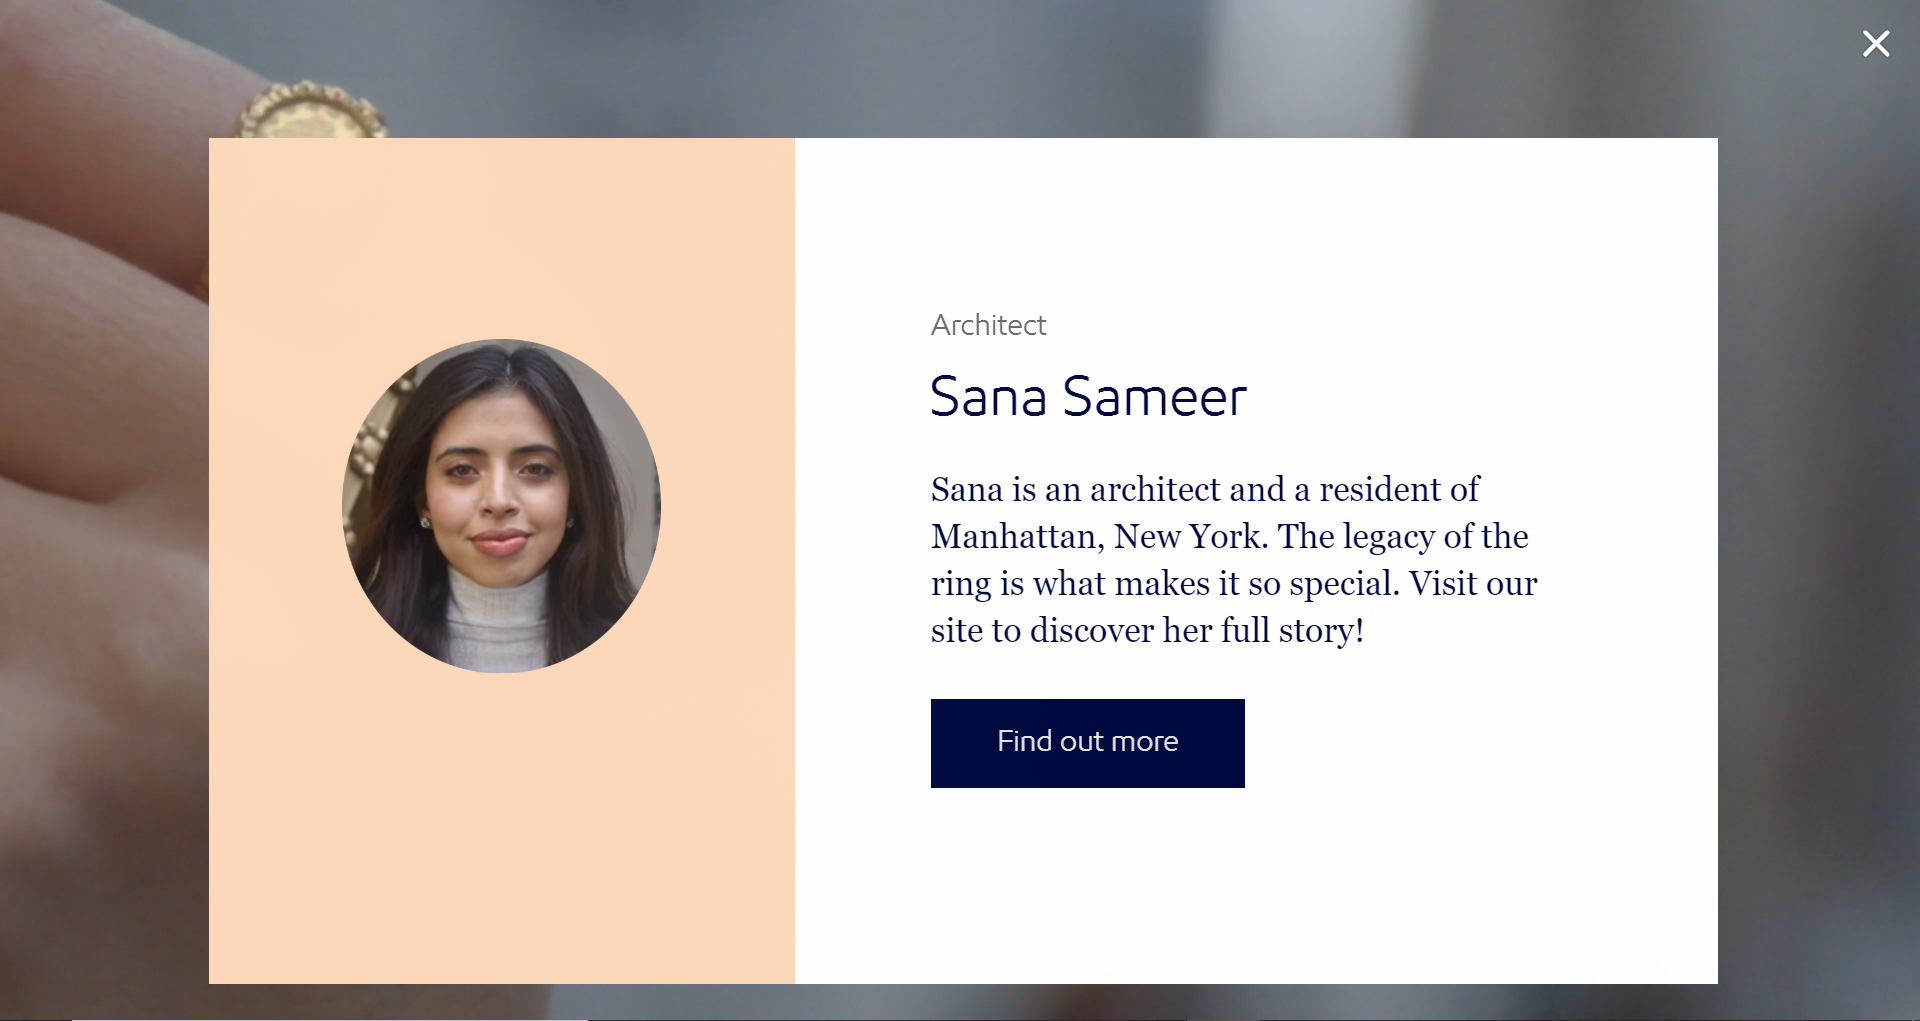 Architect
Sana Sameer
Sana is an architect and a resident of
Manhattan, New York. The legacy of the
ring is what makes it so special. Visit our
site to discover her full story!
Find out more